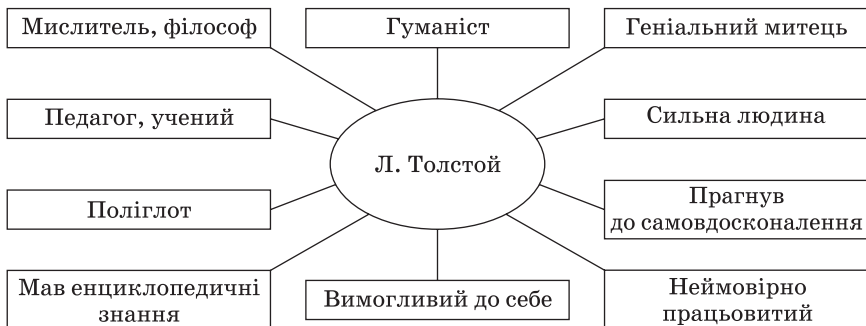 Мислитель, філософ
Гуманіст
Геніальний митець
Педагог, учений
Сильна людина
Л. Толстой
Поліглот
Прагнув
до самовдосконалення
Мав енциклопедичні
знання
Вимогливий до себе
Неймовірно
працьовитий